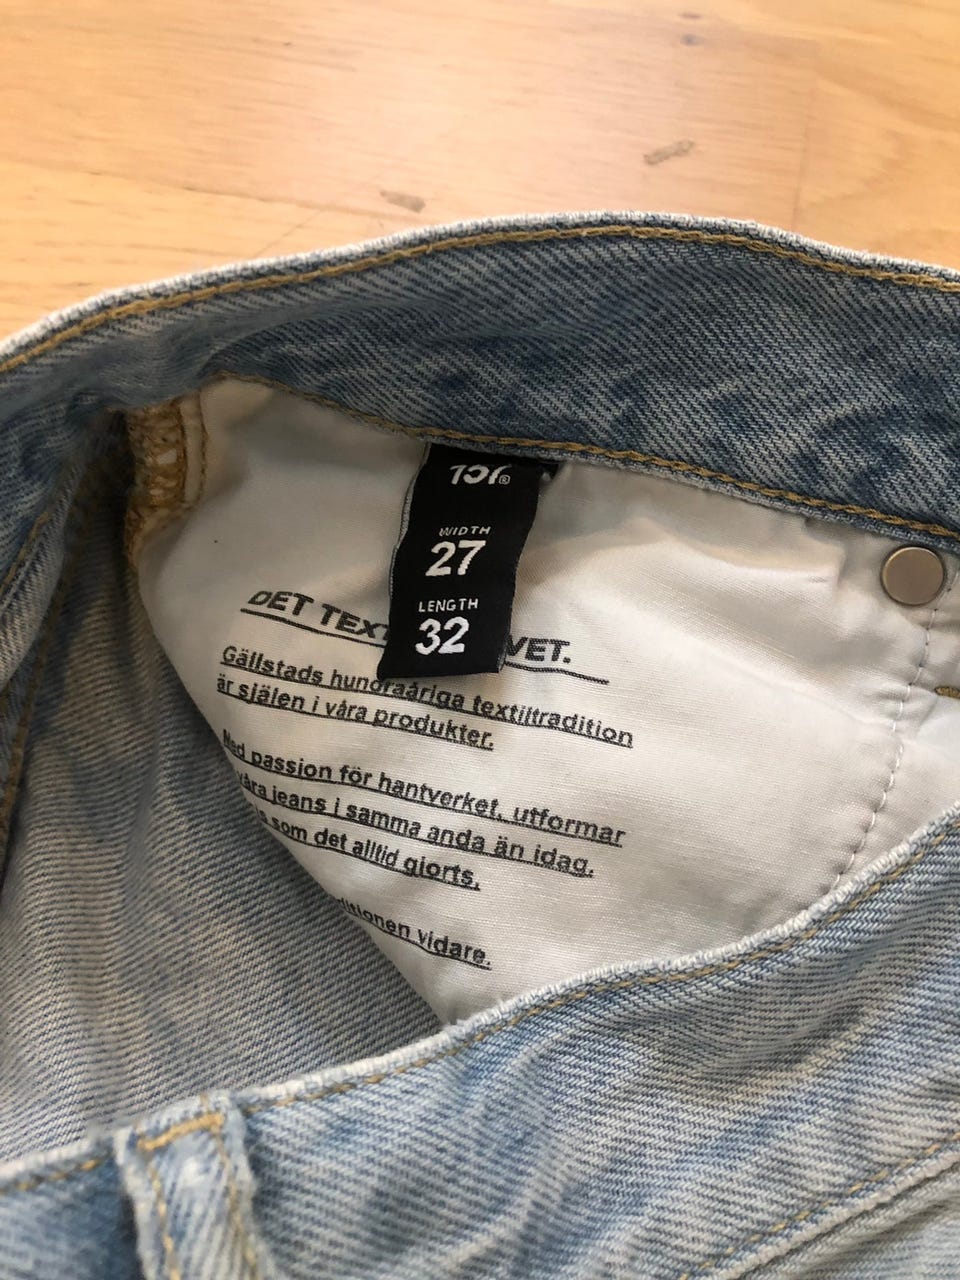 WIDTH
27
LENGTH
32
DET
Gällstads hundraåriga textiltradition
är själen i våra produkter.
Med passion för hantverket, utformar
våra jeans i samma anda än idag.
som det alltid gjorts.
vidare.